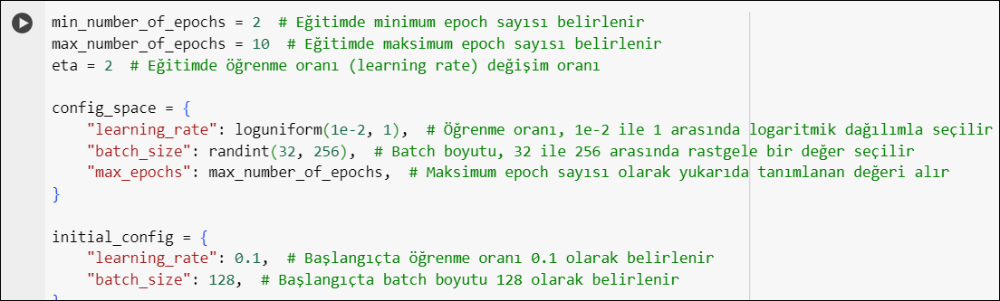 min_number_of_epochs = 2  # Eğitimde minimum epoch sayısı belirlenir
max_number_of_epochs = 10  # Eğitimde maksimum epoch sayısı belirlenir
eta = 2  # Eğitimde öğrenme oranı (learning rate) değişim oranı

config_space = {
    "learning_rate": loguniform(1e-2, 1),  # Öğrenme oranı, 1e-2 ile 1 arasında logaritmik dağılımla seçilir
    "batch_size": randint(32, 256),  # Batch boyutu, 32 ile 256 arasında rastgele bir değer seçilir
    "max_epochs": max_number_of_epochs,  # Maksimum epoch sayısı olarak yukarıda tanımlanan değeri alır
}

initial_config = {
    "learning_rate": 0.1,  # Başlangıçta öğrenme oranı 0.1 olarak belirlenir
    "batch_size": 128,  # Başlangıçta batch boyutu 128 olarak belirlenir
}